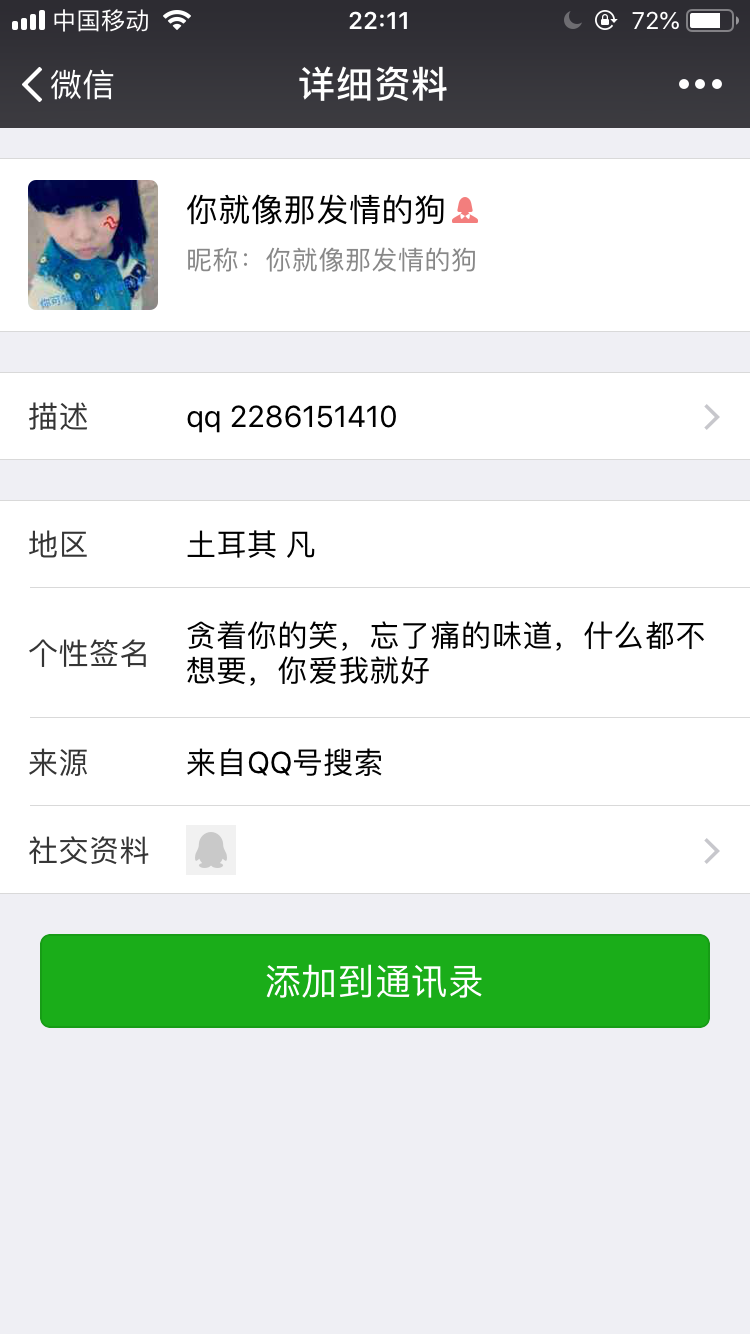 中国移动 22:11 72%
微信 详细资料
你就像那发情的狗
昵称：你就像那发情的狗
你可知
描述 qq 2286151410
地区 土耳其 凡
个性签名 贪着你的笑，忘了痛的味道，什么都不
想要，你爱我就好
来源 来自QQ号搜索
社交资料
添加到通讯录